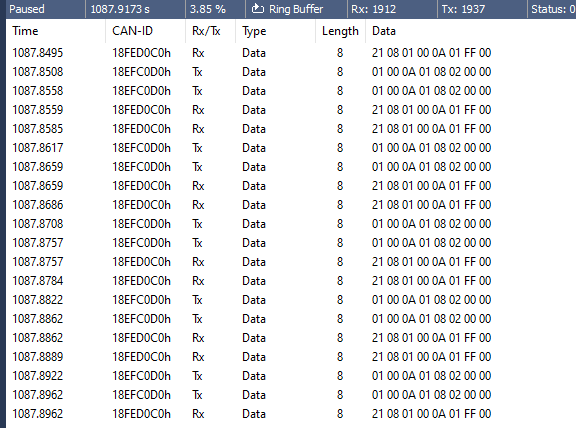 Paused 1087.9173 s 3.85 % Ring Buffer Rx: 1912 Tx: 1937 Status: 0
Time CAN-ID Rx/Tx Type Length Data
1087.8495 18FED0C0h Rx Data 8 21 08 01 00 0A 01 FF 00
1087.8508 18EFC0D0h Tx Data 8 01 00 0A 01 08 02 00 00
1087.8558 18EFC0D0h Tx Data 8 01 00 0A 01 08 02 00 00
1087.8559 18FED0C0h Rx Data 8 21 08 01 00 0A 01 FF 00
1087.8585 18FED0C0h Rx Data 8 21 08 01 00 0A 01 FF 00
1087.8617 18EFC0D0h Tx Data 8 01 00 0A 01 08 02 00 00
1087.8659 18EFC0D0h Tx Data 8 01 00 0A 01 08 02 00 00
1087.8659 18FED0C0h Rx Data 8 21 08 01 00 0A 01 FF 00
1087.8686 18FED0C0h Rx Data 8 21 08 01 00 0A 01 FF 00
1087.8708 18EFC0D0h Tx Data 8 01 00 0A 01 08 02 00 00
1087.8757 18EFC0D0h Tx Data 8 01 00 0A 01 08 02 00 00
1087.8757 18FED0C0h Rx Data 8 21 08 01 00 0A 01 FF 00
1087.8784 18FED0C0h Rx Data 8 21 08 01 00 0A 01 FF 00
1087.8822 18EFC0D0h Tx Data 8 01 00 0A 01 08 02 00 00
1087.8862 18EFC0D0h Tx Data 8 01 00 0A 01 08 02 00 00
1087.8862 18FED0C0h Rx Data 8 21 08 01 00 0A 01 FF 00
1087.8889 18FED0C0h Rx Data 8 21 08 01 00 0A 01 FF 00
1087.8922 18EFC0D0h Tx Data 8 01 00 0A 01 08 02 00 00
1087.8962 18EFC0D0h Tx Data 8 01 00 0A 01 08 02 00 00
1087.8962 18FED0C0h Rx Data 8 21 08 01 00 0A 01 FF 00